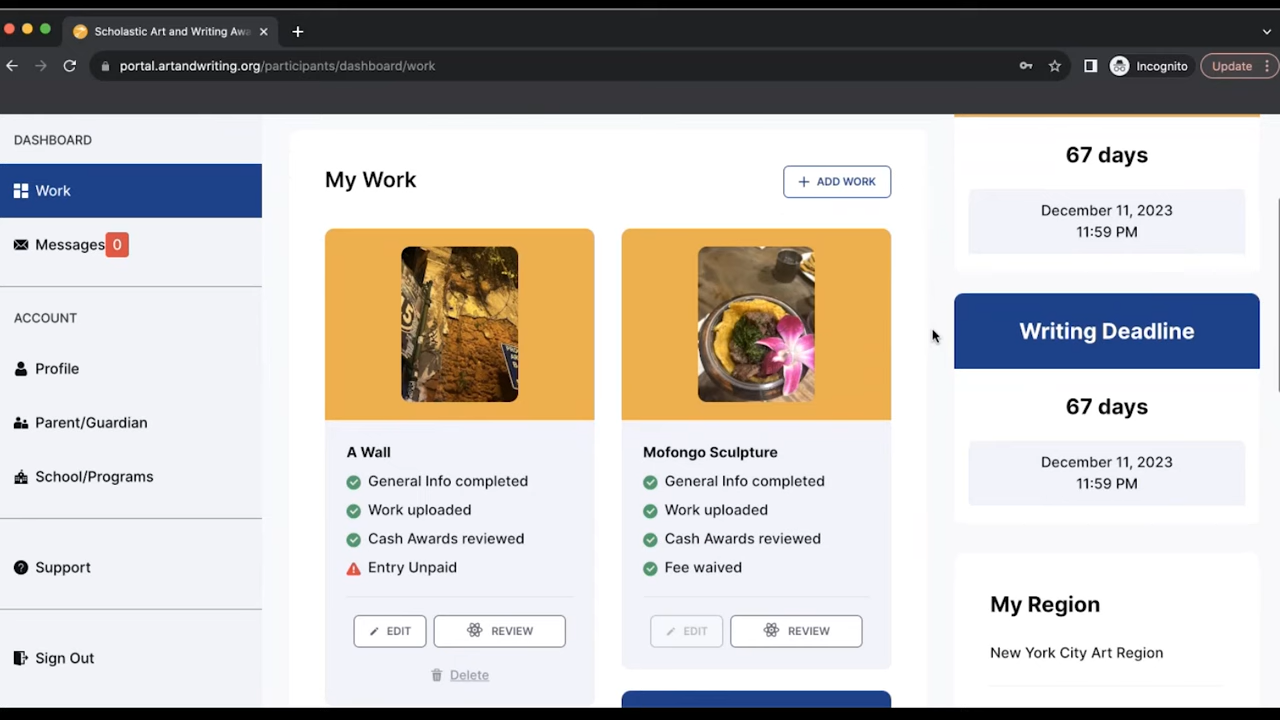 Scholastic Art and Writing Awa
portal.artandwriting.org/participants/dashboard/work
Incognito
Update
DASHBOARD
Work
Messages 0
ACCOUNT
Profile
Parent/Guardian
School/Programs
Support
Sign Out
My Work
+ ADD WORK
A Wall
General Info completed
Work uploaded
Cash Awards reviewed
Entry Unpaid
EDIT
REVIEW
Delete
Mofongo Sculpture
General Info completed
Work uploaded
Cash Awards reviewed
Fee waived
EDIT
REVIEW
67 days
December 11, 2023
11:59 PM
Writing Deadline
67 days
December 11, 2023
11:59 PM
My Region
New York City Art Region